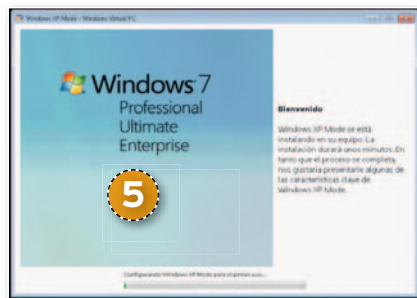 Windows XP Mode - Windows Virtual PC
Windows 7
Professional
Ultimate
Enterprise
5
Bienvenido
Windows XP Mode se está
instalando en su equipo. La
instalación durará unos minutos. En
tanto que el proceso se completa,
nos gustaría presentarle algunas de
las características clave de
Windows XP Mode.
Configurando Windows XP Mode para el primer uso...